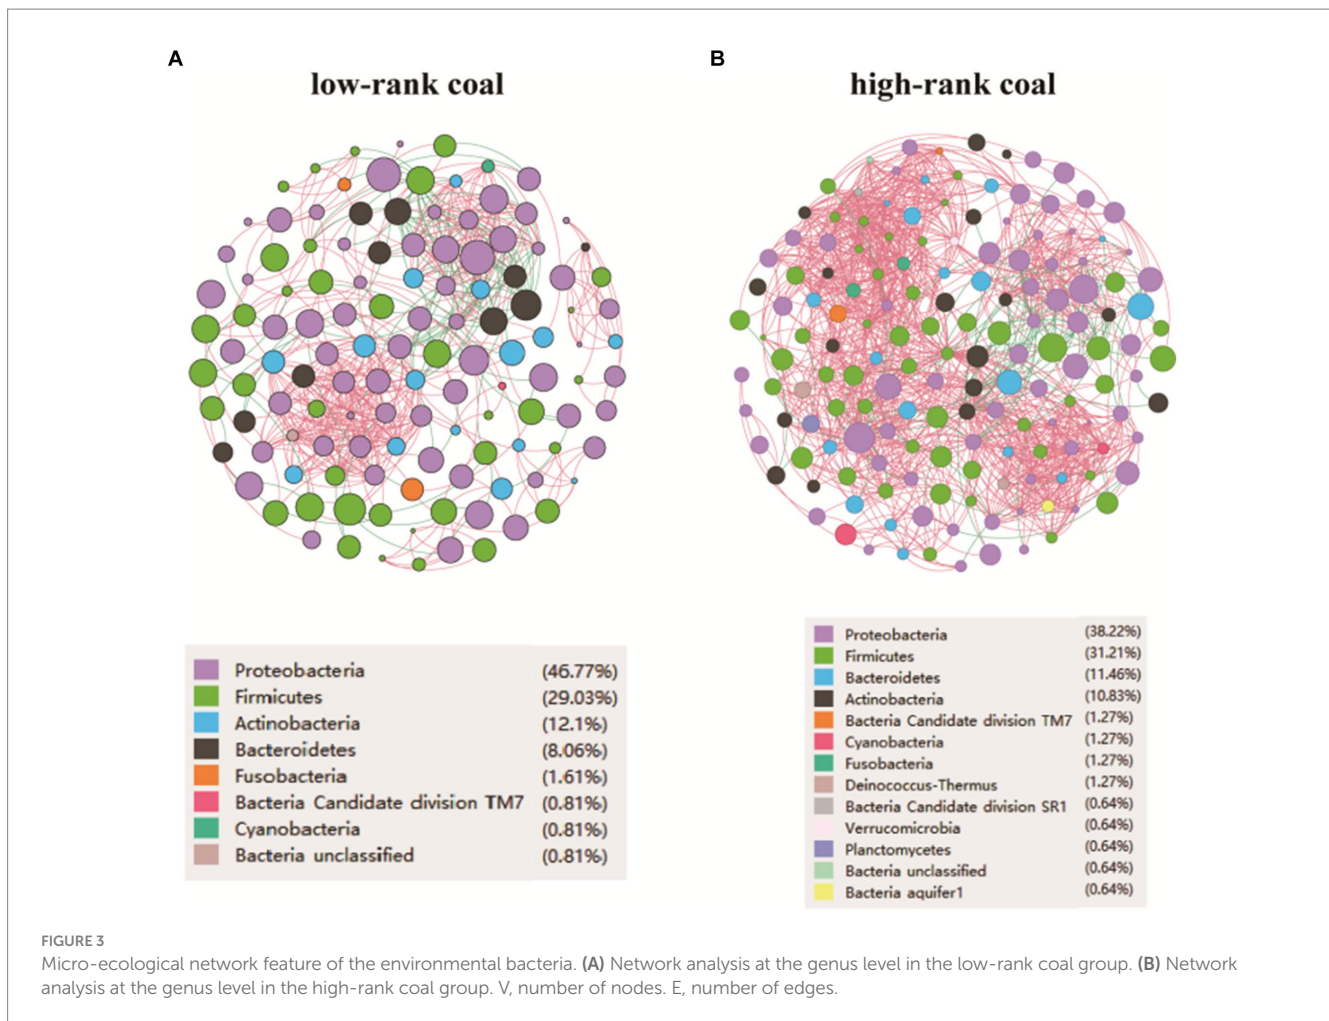 A
low-rank coal
B
high-rank coal
Proteobacteria (46.77%)
Firmicutes (29.03%)
Actinobacteria (12.1%)
Bacteroidetes (8.06%)
Fusobacteria (1.61%)
Bacteria Candidate division TM7 (0.81%)
Cyanobacteria (0.81%)
Bacteria unclassified (0.81%)
Proteobacteria (38.22%)
Firmicutes (31.21%)
Bacteroidetes (11.46%)
Actinobacteria (10.83%)
Bacteria Candidate division TM7 (1.27%)
Cyanobacteria (1.27%)
Fusobacteria (1.27%)
Deinococcus-Thermus (1.27%)
Bacteria Candidate division SR1 (0.64%)
Verrucomicrobia (0.64%)
Planctomycetes (0.64%)
Bacteria unclassified (0.64%)
Bacteria aquifer1 (0.64%)
FIGURE 3
Micro-ecological network feature of the environmental bacteria. (A) Network analysis at the genus level in the low-rank coal group. (B) Network
analysis at the genus level in the high-rank coal group. V, number of nodes. E, number of edges.